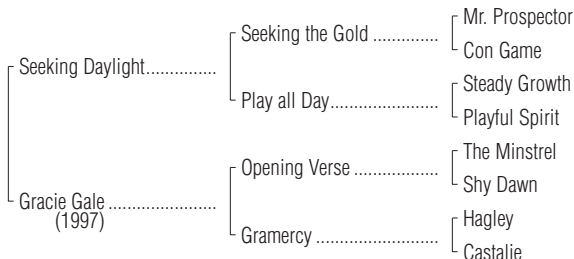 Mr. Prospector
Seeking the Gold ..............
Con Game
Seeking Daylight...............
Steady Growth
Play all Day.......................
Playful Spirit
The Minstrel
Opening Verse ..................
Shy Dawn
Gracie Gale .......................
(1997)
Hagley
Gramercy ..........................
Castalie